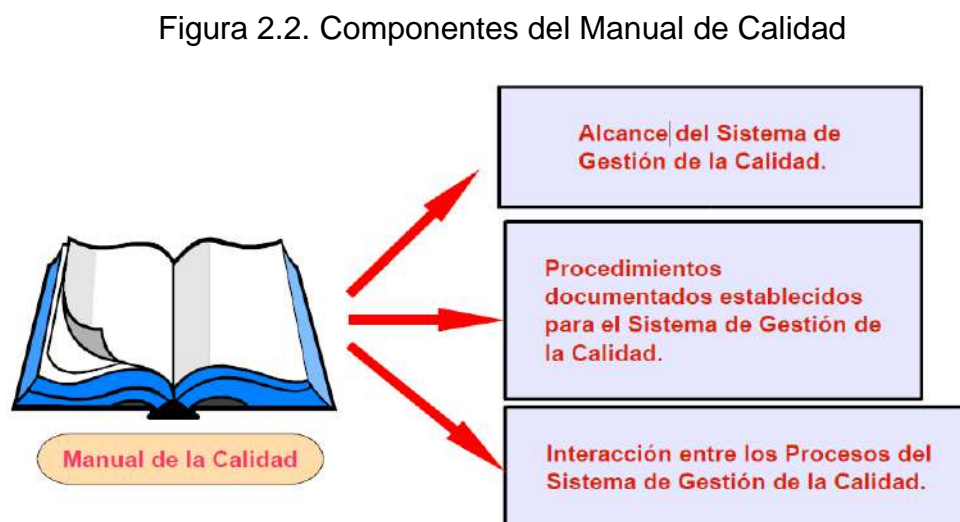 Figura 2.2. Componentes del Manual de Calidad
Alcance del Sistema de
Gestión de la Calidad.
Procedimientos
documentados establecidos
para el Sistema de Gestión de
la Calidad.
Interacción entre los Procesos del
Sistema de Gestión de la Calidad.
Manual de la Calidad